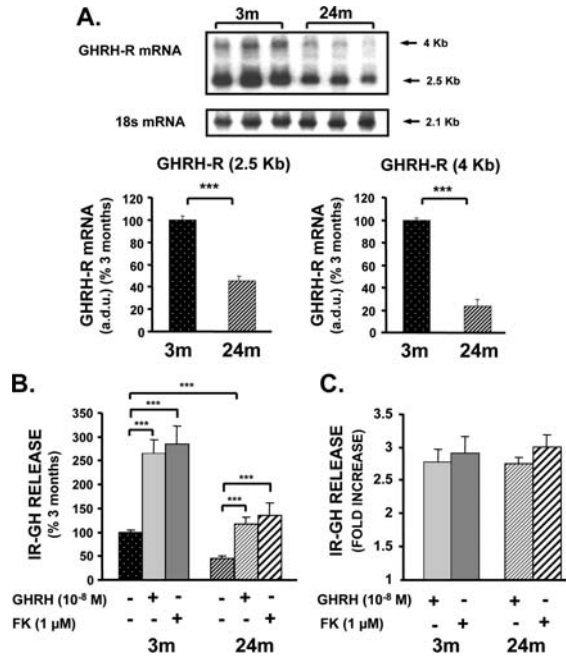 A.
3m 24m
GHRH-R mRNA
4 Kb
2.5 Kb
18s mRNA
2.1 Kb
GHRH-R (2.5 Kb)
GHRH-R mRNA
(a.d.u.) (% 3 months)
120
100
80
60
40
20
0
***
3m 24m
GHRH-R (4 Kb)
GHRH-R mRNA
(a.d.u.) (% 3 months)
120
100
80
60
40
20
0
***
3m 24m
B.
IR-GH RELEASE
(% 3 months)
350
300
250
200
150
100
50
0
***
***
***
***
***
GHRH (10⁻⁸ M) - + - - + -
FK (1 µM) - - + - - +
3m 24m
C.
IR-GH RELEASE
(FOLD INCREASE)
4
3.5
3
2.5
2
1.5
1
GHRH (10⁻⁸ M) + - + -
FK (1 µM) - + - +
3m 24m